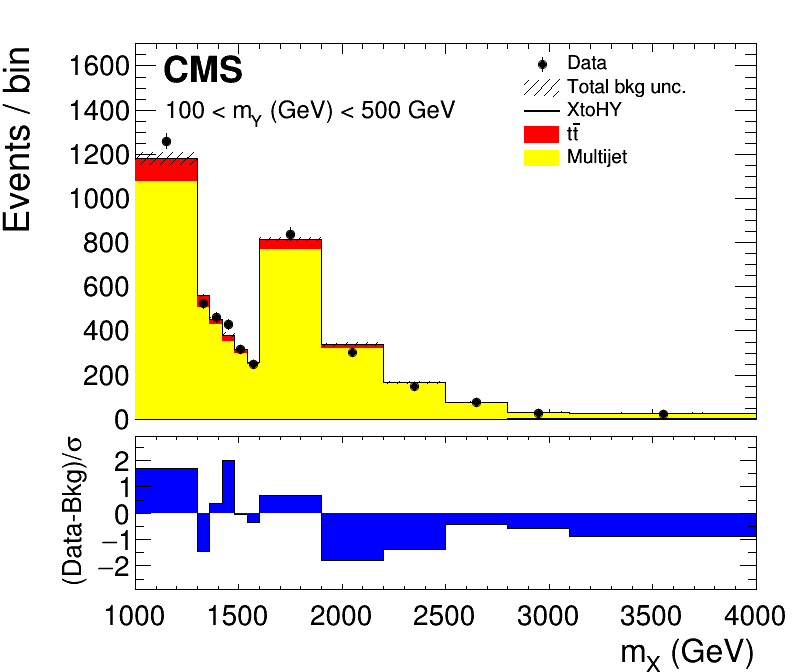 Events / bin
CMS
100 < m_Y (GeV) < 500 GeV
Data
Total bkg unc.
XtoHY
tt̄
Multijet
1600
1400
1200
1000
800
600
400
200
0
(Data-Bkg)/σ
2
1
0
−1
−2
1000 1500 2000 2500 3000 3500 4000
m_X (GeV)